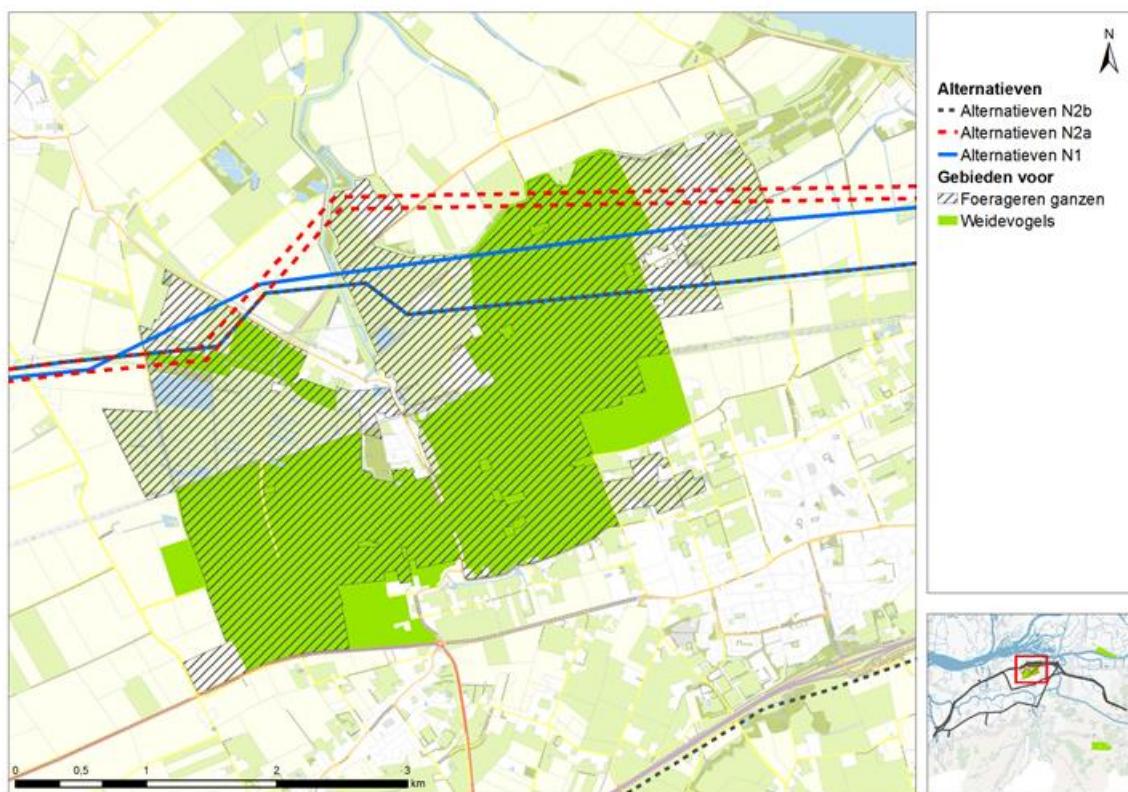 N
Alternatieven
Alternatieven N2b
Alternatieven N2a
Alternatieven N1
Gebieden voor
Foerageren ganzen
Weidevogels
0 0,5 1 2 3
km